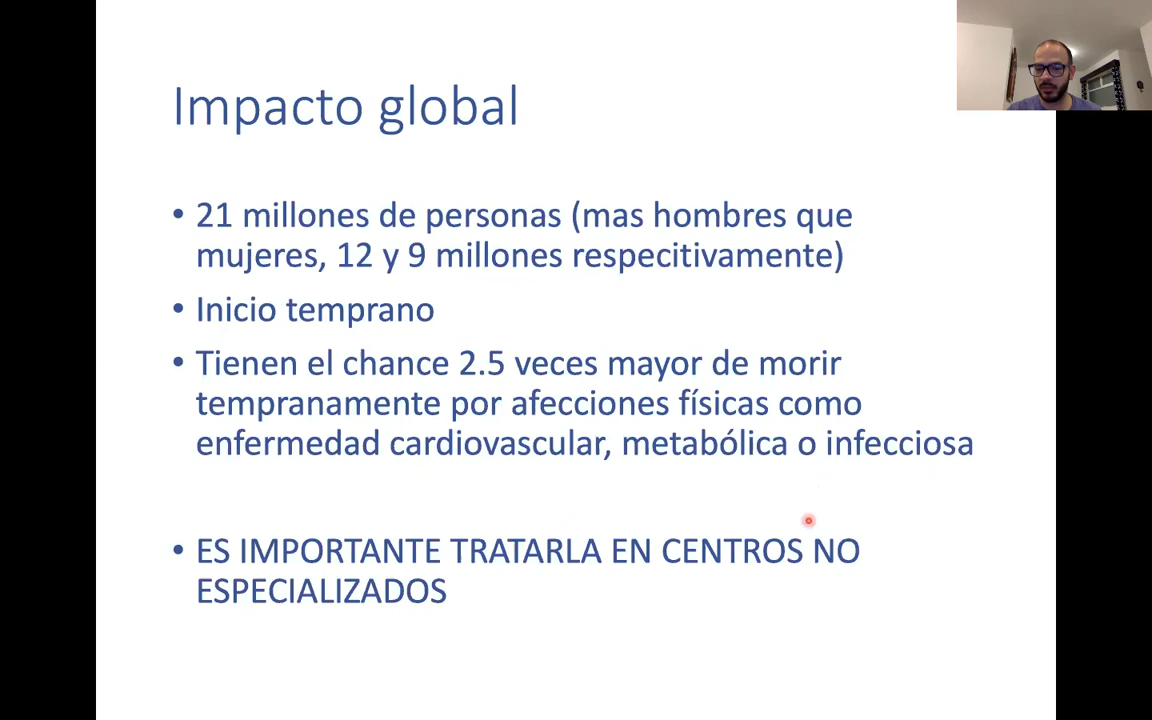 Impacto global
• 21 millones de personas (mas hombres que
mujeres, 12 y 9 millones respecitivamente)
• Inicio temprano
• Tienen el chance 2.5 veces mayor de morir
tempranamente por afecciones físicas como
enfermedad cardiovascular, metabólica o infecciosa
• ES IMPORTANTE TRATARLA EN CENTROS NO
ESPECIALIZADOS